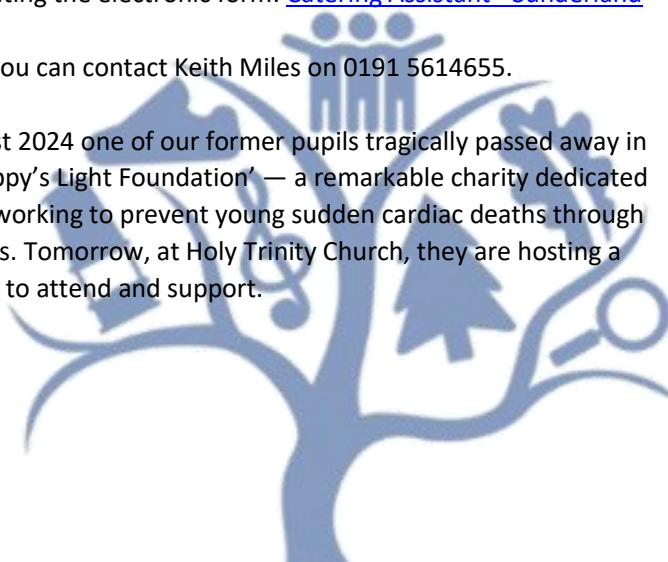 ting the electronic form. Catering Assistant - Sunderland
ou can contact Keith Miles on 0191 5614655.
st 2024 one of our former pupils tragically passed away in
ppy's Light Foundation' — a remarkable charity dedicated
working to prevent young sudden cardiac deaths through
s. Tomorrow, at Holy Trinity Church, they are hosting a
to attend and support.